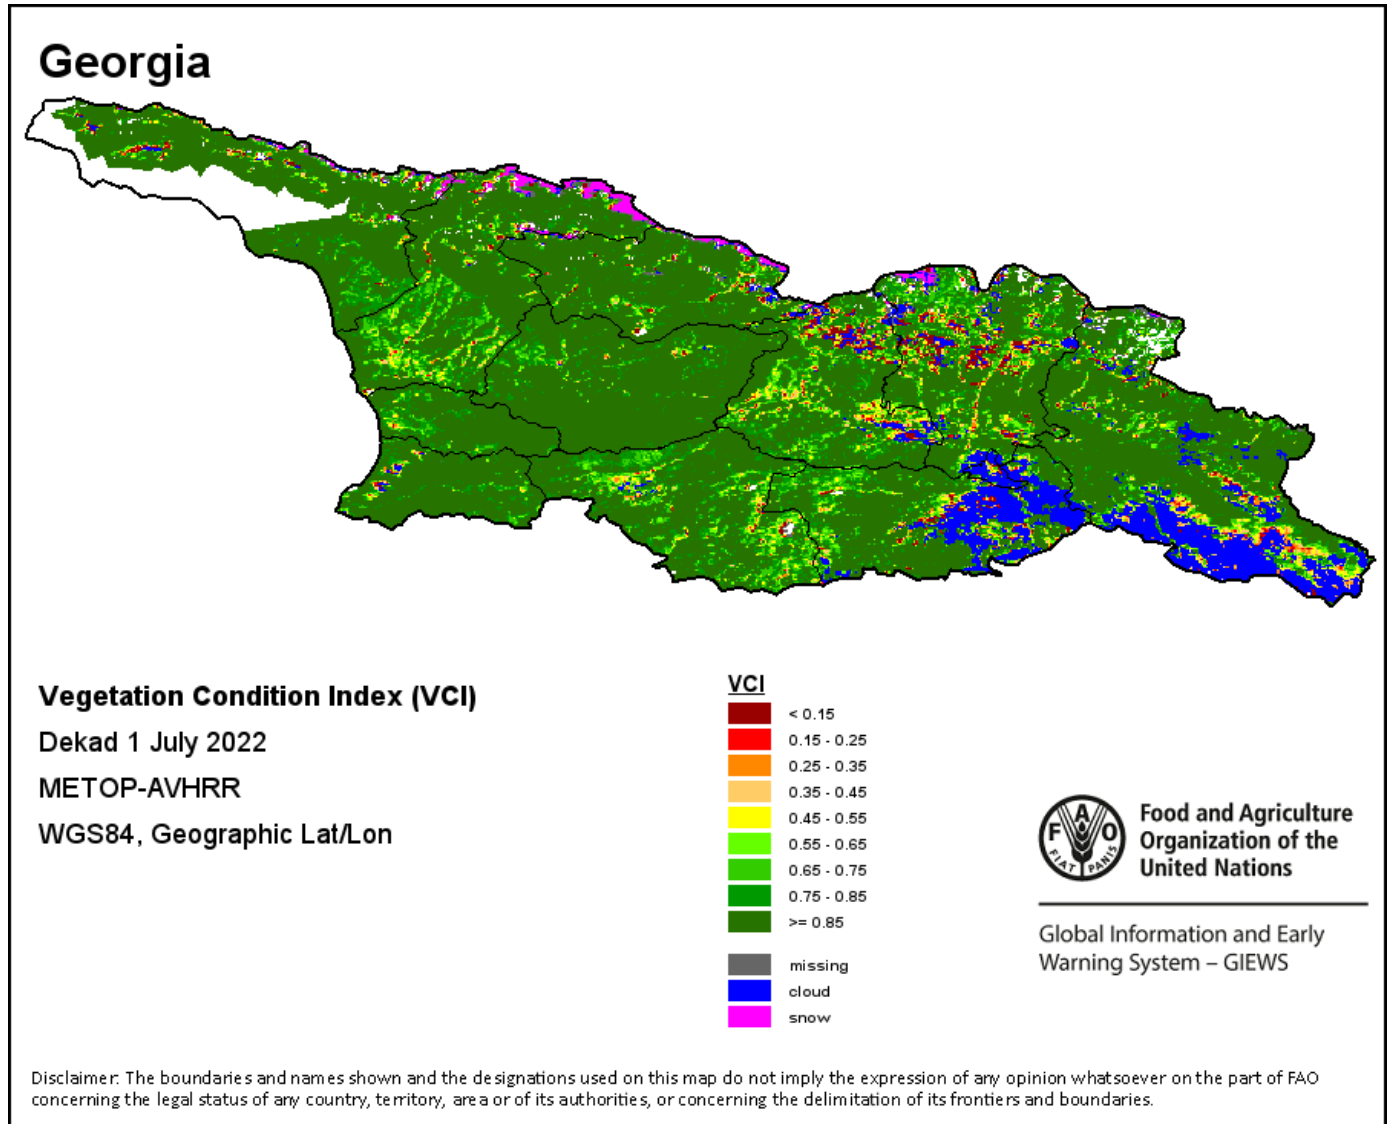 Georgia
Vegetation Condition Index (VCI)
Dekad 1 July 2022
METOP-AVHRR
WGS84, Geographic Lat/Lon
VCI
< 0.15
0.15 - 0.25
0.25 - 0.35
0.35 - 0.45
0.45 - 0.55
0.55 - 0.65
0.65 - 0.75
0.75 - 0.85
>= 0.85
missing
cloud
snow
F A O
FIAT PANIS
Food and Agriculture
Organization of the
United Nations
Global Information and Early
Warning System – GIEWS
Disclaimer: The boundaries and names shown and the designations used on this map do not imply the expression of any opinion whatsoever on the part of FAO
concerning the legal status of any country, territory, area or of its authorities, or concerning the delimitation of its frontiers and boundaries.